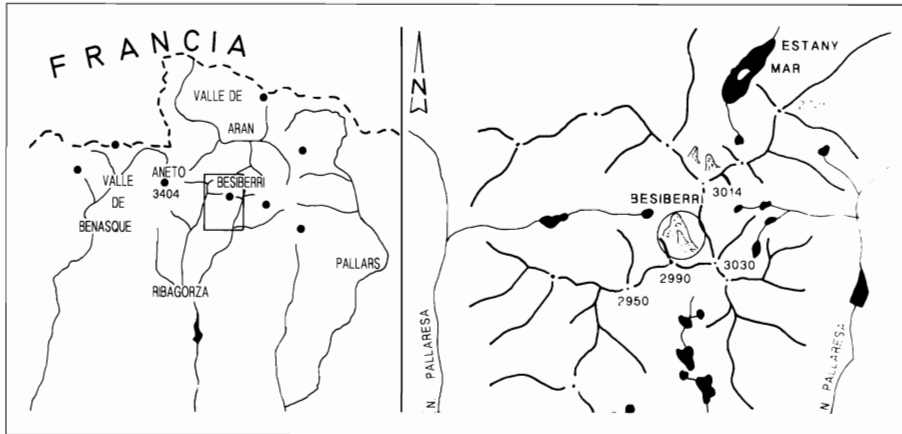 FRANCIA
VALLE DE
ARAN
ANETO
3404
BESIBERRI
VALLE
DE
BENASQUE
PALLARS
RIBAGORZA
N
ESTANY
MAR
3014
BESIBERRI
3030
2990
2950
N. PALLARESA
N PALLARESA